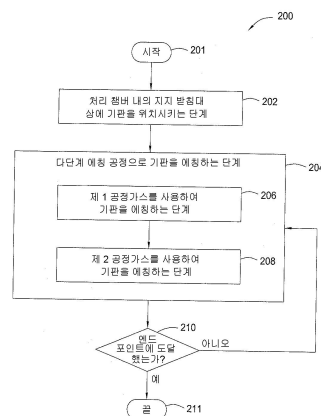 200
시작
201
처리 챔버 내의 지지 받침대
상에 기판을 위치시키는 단계
202
다단계 에칭 공정으로 기판을 에칭하는 단계
204
제 1 공정가스를 사용하여
기판을 에칭하는 단계
206
제 2 공정가스를 사용하여
기판을 에칭하는 단계
208
엔드
포인트에 도달
했는가?
210
아니오
예
끝
211